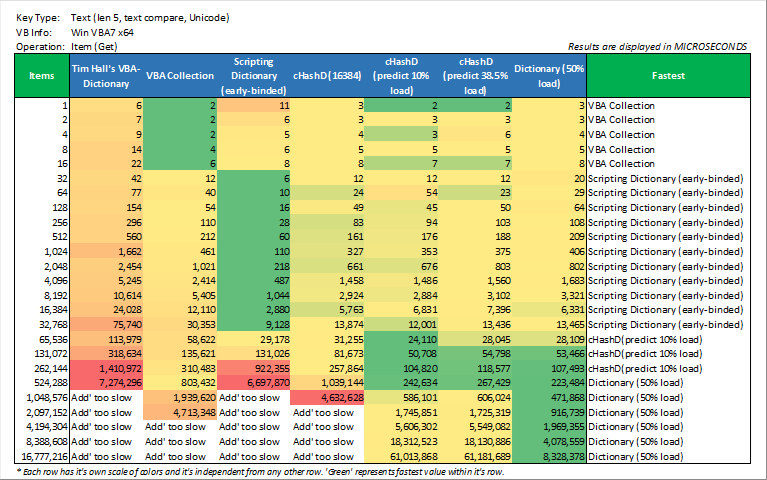 Key Type: Text (len 5, text compare, Unicode)
VB Info: Win VBA7 x64
Operation: Item (Get) Results are displayed in MICROSECONDS
Items Tim Hall's VBA-Dictionary VBA Collection Scripting Dictionary (early-binded) cHashD (16384) cHashD (predict 10% load) cHashD (predict 38.5% load) Dictionary (50% load) Fastest
1 6 2 11 3 2 2 3 VBA Collection
2 7 2 6 3 3 3 3 VBA Collection
4 9 2 5 4 3 6 4 VBA Collection
8 14 4 6 5 5 5 5 VBA Collection
16 22 6 8 8 7 7 8 VBA Collection
32 42 12 6 12 12 12 20 Scripting Dictionary (early-binded)
64 77 40 10 24 54 23 29 Scripting Dictionary (early-binded)
128 154 54 16 49 45 50 64 Scripting Dictionary (early-binded)
256 296 110 28 83 94 103 108 Scripting Dictionary (early-binded)
512 560 212 60 161 176 188 209 Scripting Dictionary (early-binded)
1,024 1,662 461 110 327 353 375 406 Scripting Dictionary (early-binded)
2,048 2,454 1,021 218 661 676 803 802 Scripting Dictionary (early-binded)
4,096 5,245 2,414 487 1,458 1,486 1,560 1,683 Scripting Dictionary (early-binded)
8,192 10,614 5,405 1,044 2,924 2,884 3,102 3,321 Scripting Dictionary (early-binded)
16,384 24,028 12,110 2,880 5,763 6,831 7,396 6,331 Scripting Dictionary (early-binded)
32,768 75,740 30,353 9,128 13,874 12,001 13,436 13,465 Scripting Dictionary (early-binded)
65,536 113,979 58,622 29,178 31,255 24,110 28,045 28,109 cHashD(predict 10% load)
131,072 318,634 135,621 131,026 81,673 50,708 54,798 53,466 cHashD(predict 10% load)
262,144 1,410,972 310,483 922,355 257,864 104,820 118,577 107,493 cHashD(predict 10% load)
524,288 7,274,296 803,432 6,697,870 1,039,144 242,634 267,429 223,484 Dictionary (50% load)
1,048,576 Add' too slow 1,939,620 Add' too slow 4,632,628 586,101 606,024 471,868 Dictionary (50% load)
2,097,152 Add' too slow 4,713,348 Add' too slow Add' too slow 1,745,851 1,725,319 916,739 Dictionary (50% load)
4,194,304 Add' too slow Add' too slow Add' too slow Add' too slow 5,606,302 5,549,082 1,969,355 Dictionary (50% load)
8,388,608 Add' too slow Add' too slow Add' too slow Add' too slow 18,312,523 18,130,886 4,078,559 Dictionary (50% load)
16,777,216 Add' too slow Add' too slow Add' too slow Add' too slow 61,013,868 61,181,689 8,328,378 Dictionary (50% load)
* Each row has it's own scale of colors and it's independent from any other row. 'Green' represents fastest value within it's row.